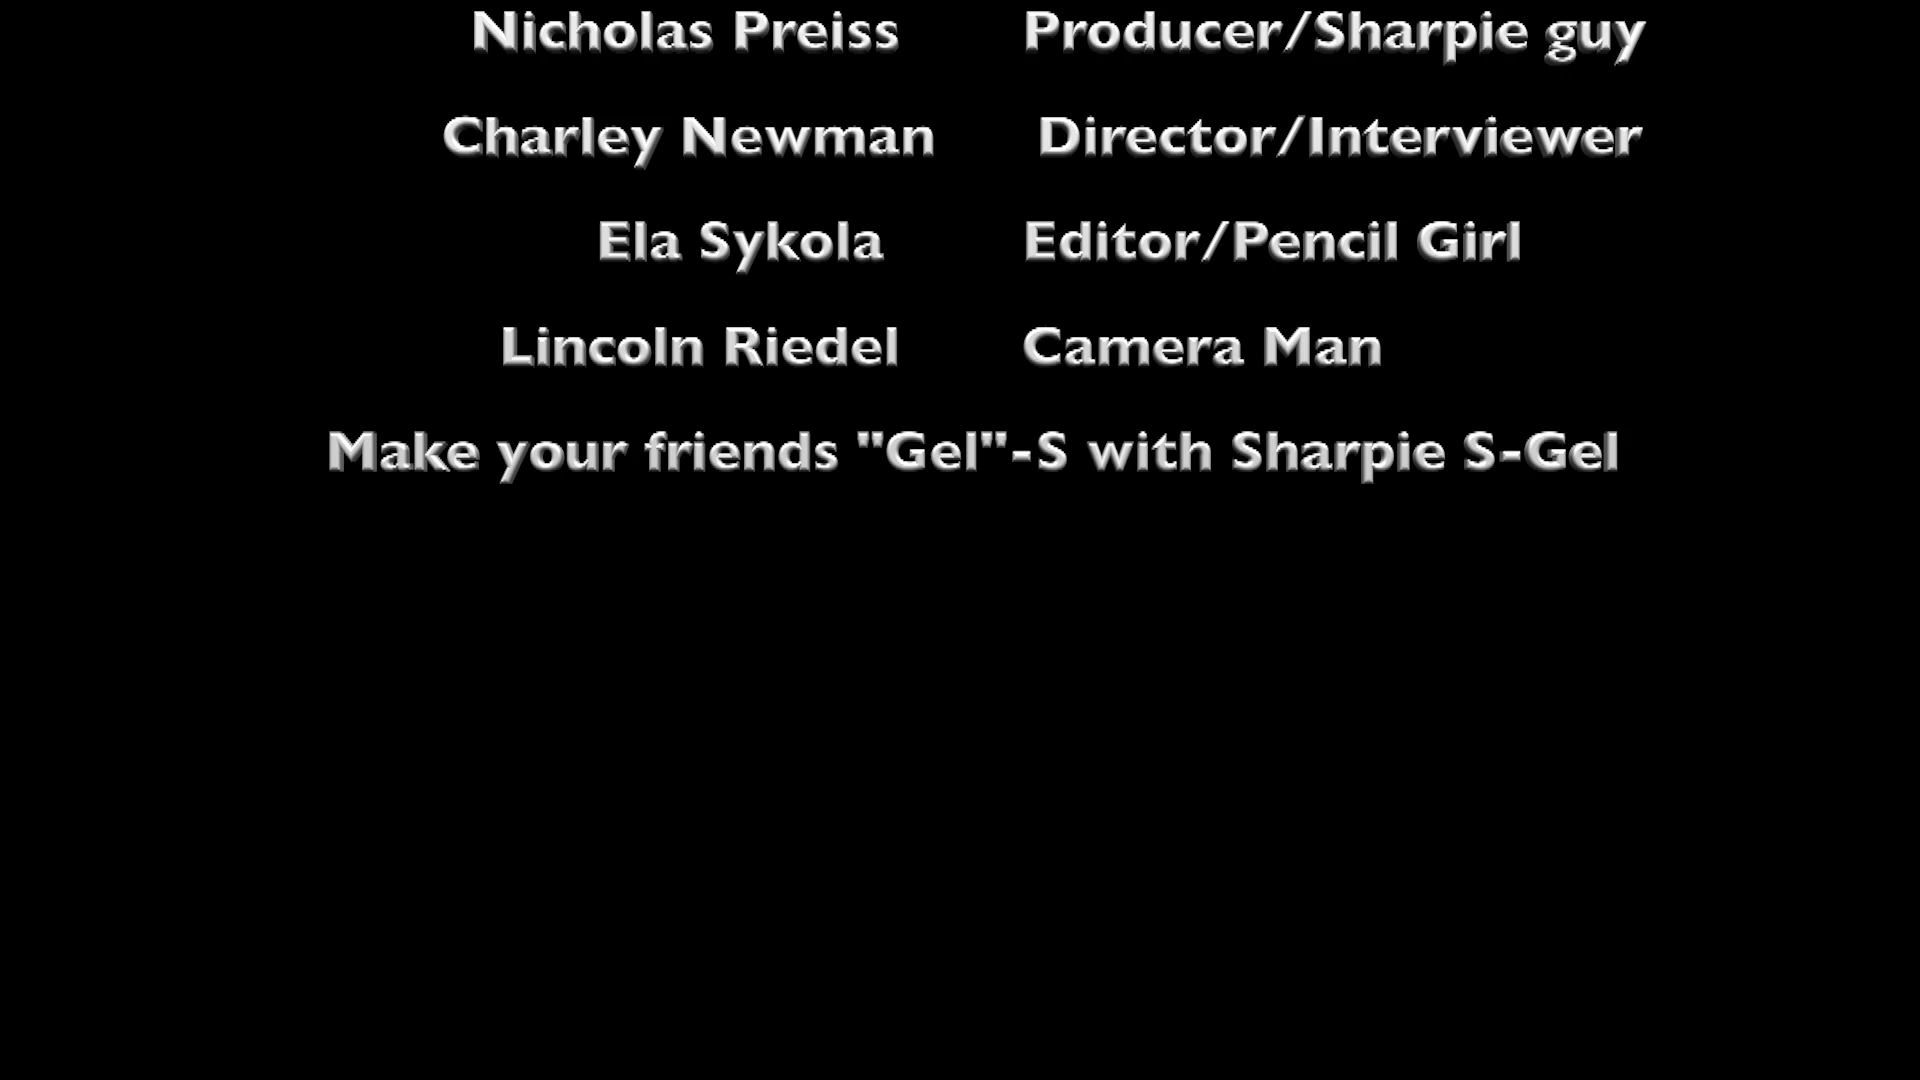 Nicholas Preiss Producer/Sharpie guy
Charley Newman Director/Interviewer
Ela Sykola Editor/Pencil Girl
Lincoln Riedel Camera Man
Make your friends "Gel"-S with Sharpie S-Gel